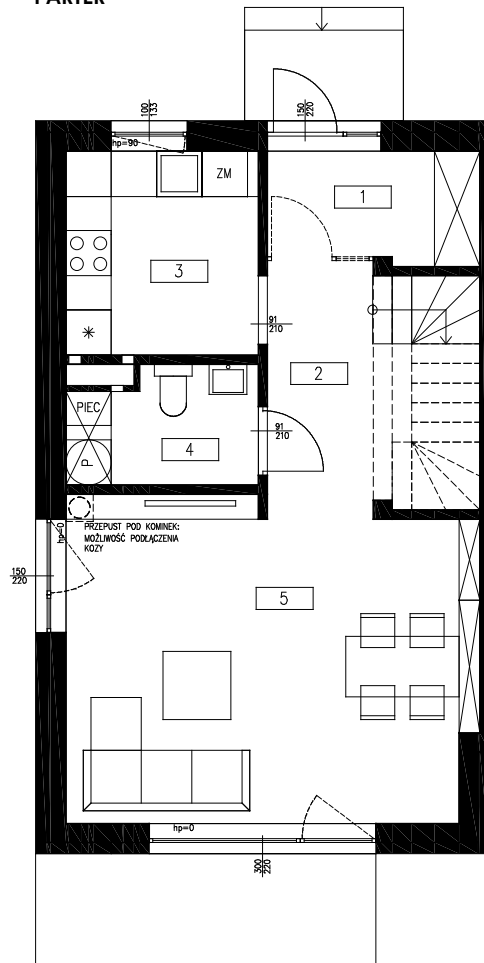 PARTER
100
133
150
220
hp=90
ZM
1
3
91
210
2
PIEC
4
91
210
P
PRZEPUST POD KOMINEK:
MOŻLIWOŚĆ PODŁĄCZENIA
KOZY
hp=0
150
220
5
hp=0
300
220